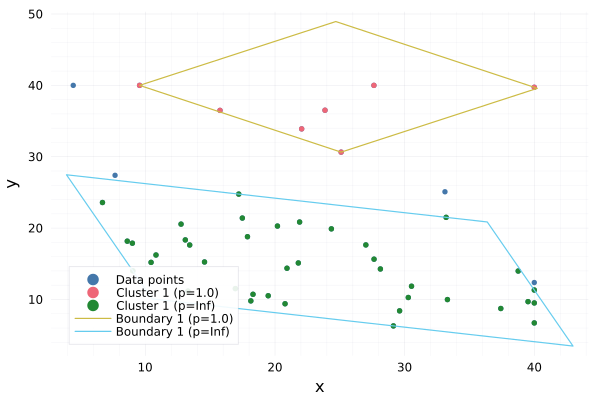 50
40
30
20
10
y
Data points
Cluster 1 (p=1.0)
Cluster 1 (p=Inf)
Boundary 1 (p=1.0)
Boundary 1 (p=Inf)
10
20
30
40
x